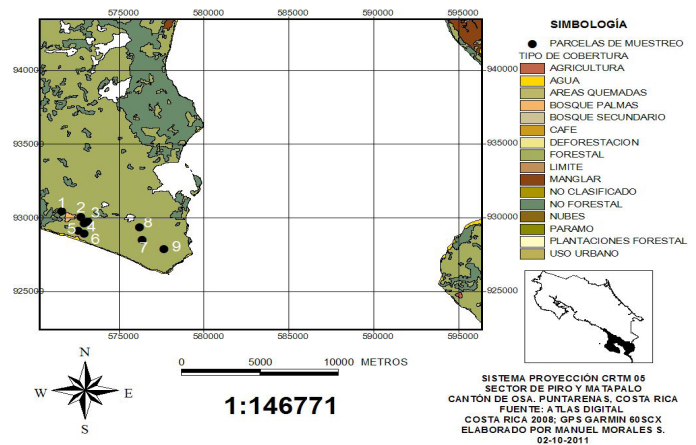 575000 580000 585000 590000 595000
940000 940000
935000 935000
930000 930000
925000 925000
1
2
3
4
5
6
7
8
9
575000 580000 585000 590000 595000
SIMBOLOGÍA
PARCELAS DE MUESTREO
TIPO DE COBERTURA
AGRICULTURA
AGUA
AREAS QUEMADAS
BOSQUE PALMAS
BOSQUE SECUNDARIO
CAFE
DEFORESTACION
FORESTAL
LIMITE
MANGLAR
NO CLASIFICADO
NO FORESTAL
NUBES
PARAMO
PLANTACIONES FORESTAL
USO URBANO
N
W E
S
0 5000 10000 METROS
1:146771
SISTEMA PROYECCIÓN CRTM 05
SECTOR DE PIRO Y MATAPALO
CANTÓN DE OSA. PUNTARENAS, COSTA RICA
FUENTE: ATLAS DIGITAL
COSTA RICA 2008; GPS GARMIN 60SCX
ELABORADO POR MANUEL MORALES S.
02-10-2011